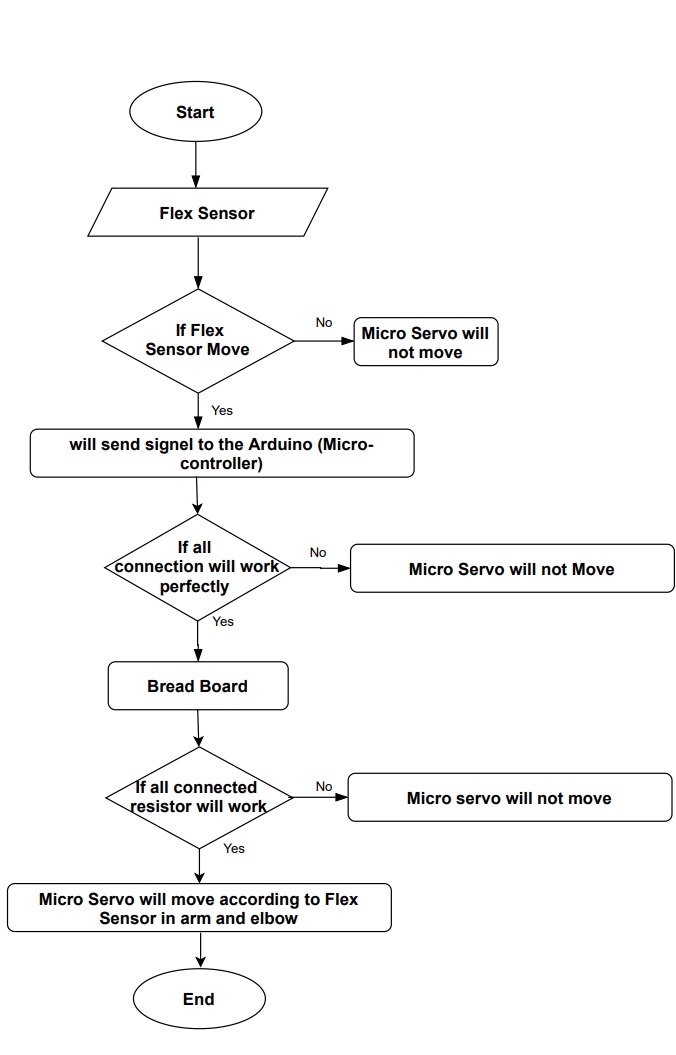 Start
Flex Sensor
If Flex
Sensor Move
No
Micro Servo will
not move
Yes
will send signel to the Arduino (Micro-
controller)
If all
connection will work
perfectly
No
Micro Servo will not Move
Yes
Bread Board
If all connected
resistor will work
No
Micro servo will not move
Yes
Micro Servo will move according to Flex
Sensor in arm and elbow
End